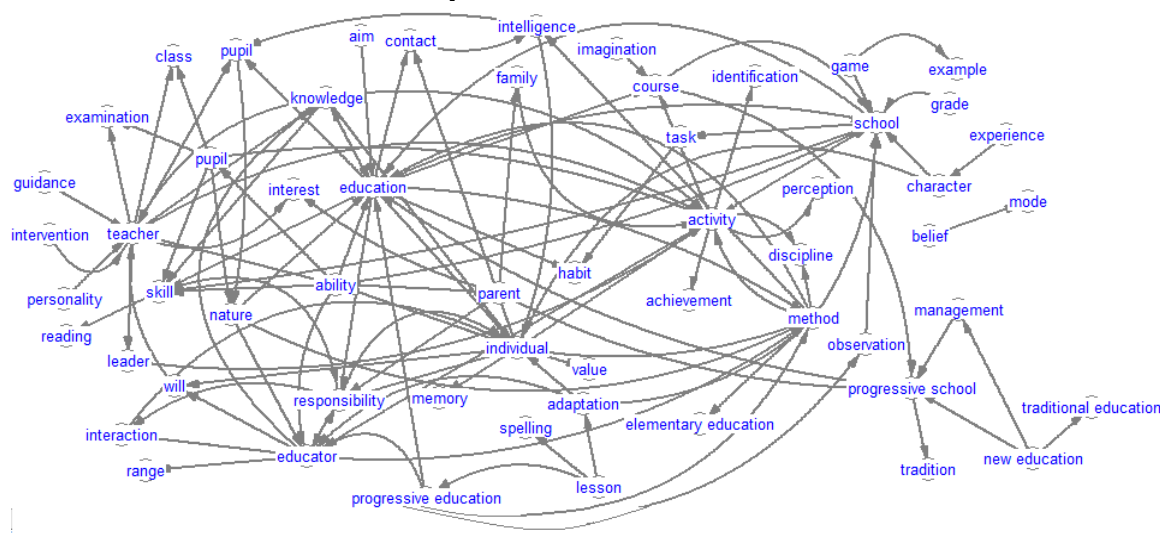 intelligence
aim
pupil
contact
imagination
class
family
identification
game
example
knowledge
course
grade
examination
school
task
experience
pupil
guidance
interest
education
perception
character
mode
teacher
activity
intervention
belief
personality
skill
ability
parent
habit
achievement
discipline
nature
method
management
reading
individual
observation
leader
value
will
responsibility
memory
adaptation
progressive school
elementary education
traditional education
interaction
spelling
educator
new education
range
tradition
lesson
progressive education